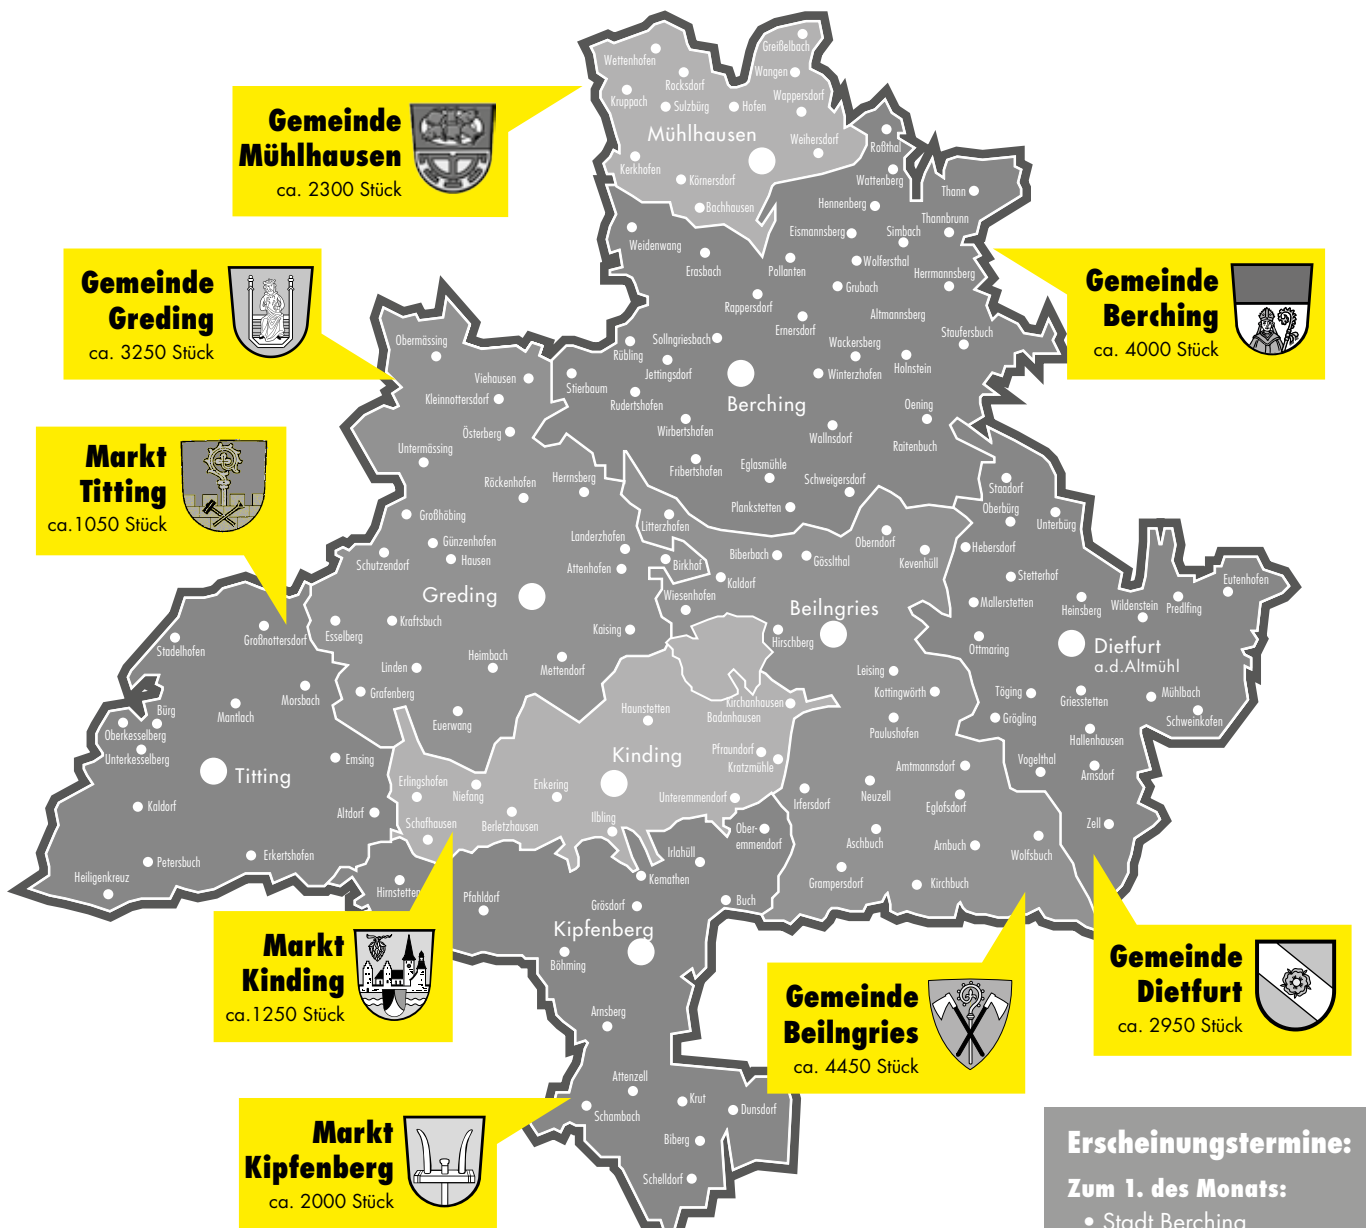 Gemeinde
Mühlhausen
ca. 2300 Stück
Gemeinde
Greding
ca. 3250 Stück
Markt
Titting
ca.1050 Stück
Gemeinde
Berching
ca. 4000 Stück
Markt
Kinding
ca.1250 Stück
Markt
Kipfenberg
ca. 2000 Stück
Gemeinde
Beilngries
ca. 4450 Stück
Gemeinde
Dietfurt
ca. 2950 Stück
Wettenhofen
Greißelbach
Rocksdorf
Wangen
Kruppach
Sulzbürg
Hofen
Wappersdorf
Mühlhausen
Weihersdorf
Kerkhofen
Körnersdorf
Bachhausen
Roßthal
Wattenberg
Thann
Hennenberg
Thannbrunn
Weidenwang
Eismannsberg
Simbach
Erasbach
Pollanten
Wolfersthal
Herrmannsberg
Grubach
Rappersdorf
Altmannsberg
Ernersdorf
Staufersbuch
Sollngriesbach
Wackersberg
Rübling
Jettingsdorf
Winterzhofen
Holnstein
Stierbaum
Rudertshofen
Berching
Oening
Wirbertshofen
Wallnsdorf
Raitenbuch
Fribertshofen
Eglasmühle
Schweigersdorf
Plankstetten
Obermässing
Viehausen
Kleinnottersdorf
Österberg
Untermässing
Röckenhofen
Herrnsberg
Großhöbing
Günzenhofen
Landerzhofen
Schutzendorf
Hausen
Attenhofen
Greding
Kraftsbuch
Esselberg
Kaising
Linden
Heimbach
Mettendorf
Grafenberg
Euerwang
Litterzhofen
Birkhof
Biberbach
Gösslthal
Oberndorf
Kevenhüll
Kaldorf
Wiesenhofen
Beilngries
Hirschberg
Leising
Kottingwörth
Paulushofen
Amtmannsdorf
Irfersdorf
Neuzell
Eglofsdorf
Aschbuch
Arnbuch
Wolfsbuch
Grampersdorf
Kirchbuch
Staadorf
Oberbürg
Unterbürg
Hebersdorf
Stetterhof
Eutenhofen
Mallerstetten
Heinsberg
Wildenstein
Predlfing
Ottmaring
Dietfurt
a.d.Altmühl
Töging
Griesstetten
Mühlbach
Grögling
Schweinkofen
Hallenhausen
Vogelthal
Arnsdorf
Zell
Großnottersdorf
Stadelhofen
Morsbach
Bürg
Mantlach
Oberkesselberg
Unterkesselberg
Emsing
Titting
Kaldorf
Altdorf
Petersbuch
Erkertshofen
Heiligenkreuz
Haunstetten
Kirchanhausen
Badanhausen
Kinding
Pfraundorf
Kratzmühle
Erlingshofen
Niefang
Enkering
Unteremmendorf
Schafhausen
Berletzhausen
Ilbling
Ober-
emmendorf
Irlahüll
Kemathen
Hirnstetten
Pfahldorf
Grösdorf
Buch
Kipfenberg
Böhming
Arnsberg
Attenzell
Schambach
Krut
Dunsdorf
Biberg
Schelldorf
Erscheinungstermine:
Zum 1. des Monats:
• Stadt Berching